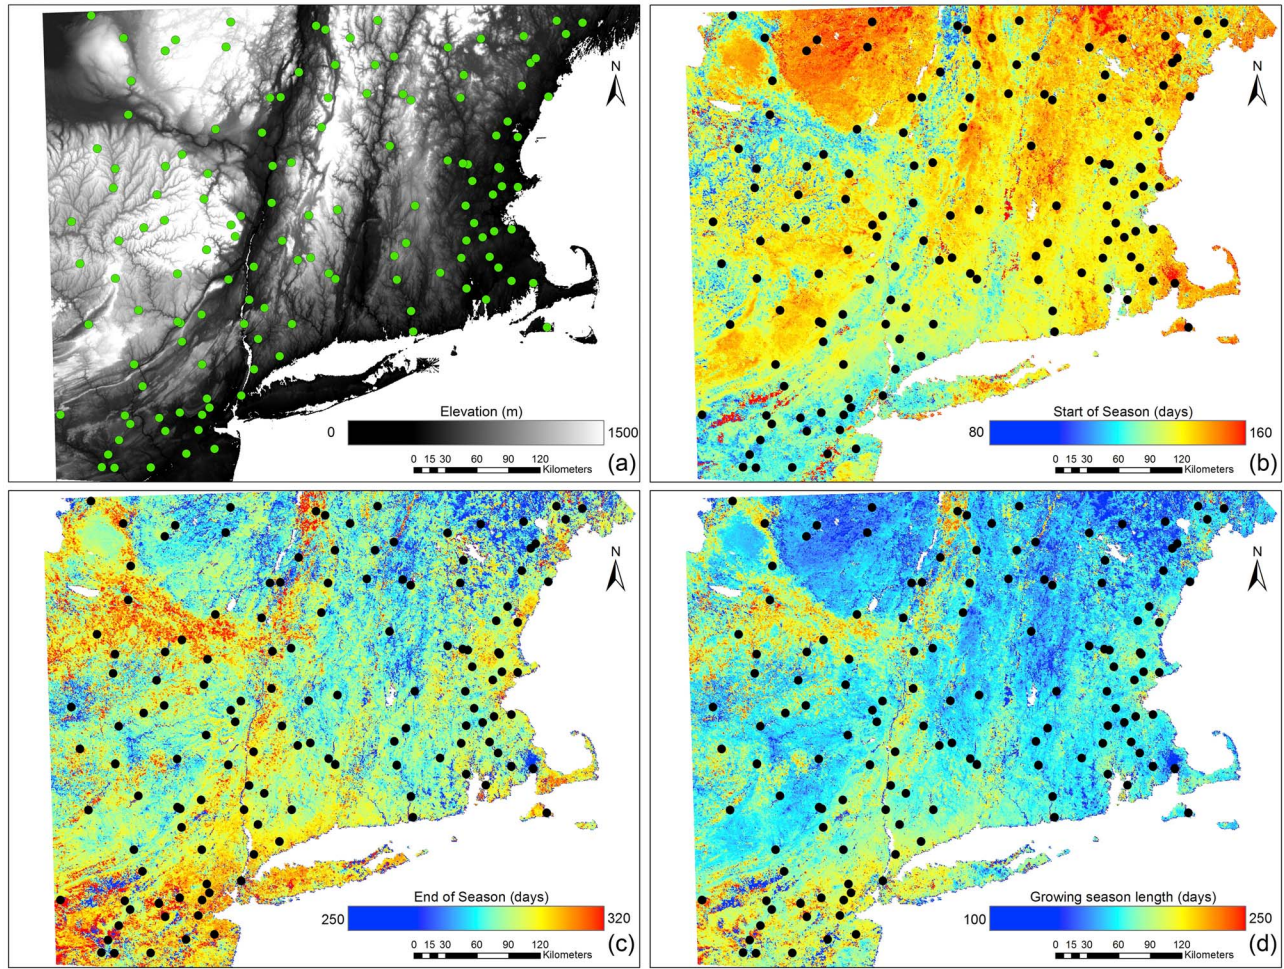 N
Elevation (m)
0 1500
0 15 30 60 90 120
Kilometers
(a)
N
Start of Season (days)
80 160
0 15 30 60 90 120
Kilometers
(b)
N
End of Season (days)
250 320
0 15 30 60 90 120
Kilometers
(c)
N
Growing season length (days)
100 250
0 15 30 60 90 120
Kilometers
(d)